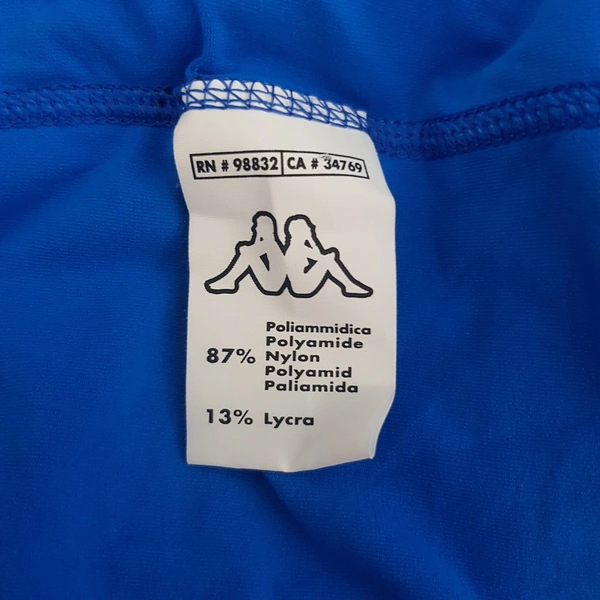 RN # 98832 CA # 34769
Poliammidica
Polyamide
87% Nylon
Polyamid
Paliamida
13% Lycra